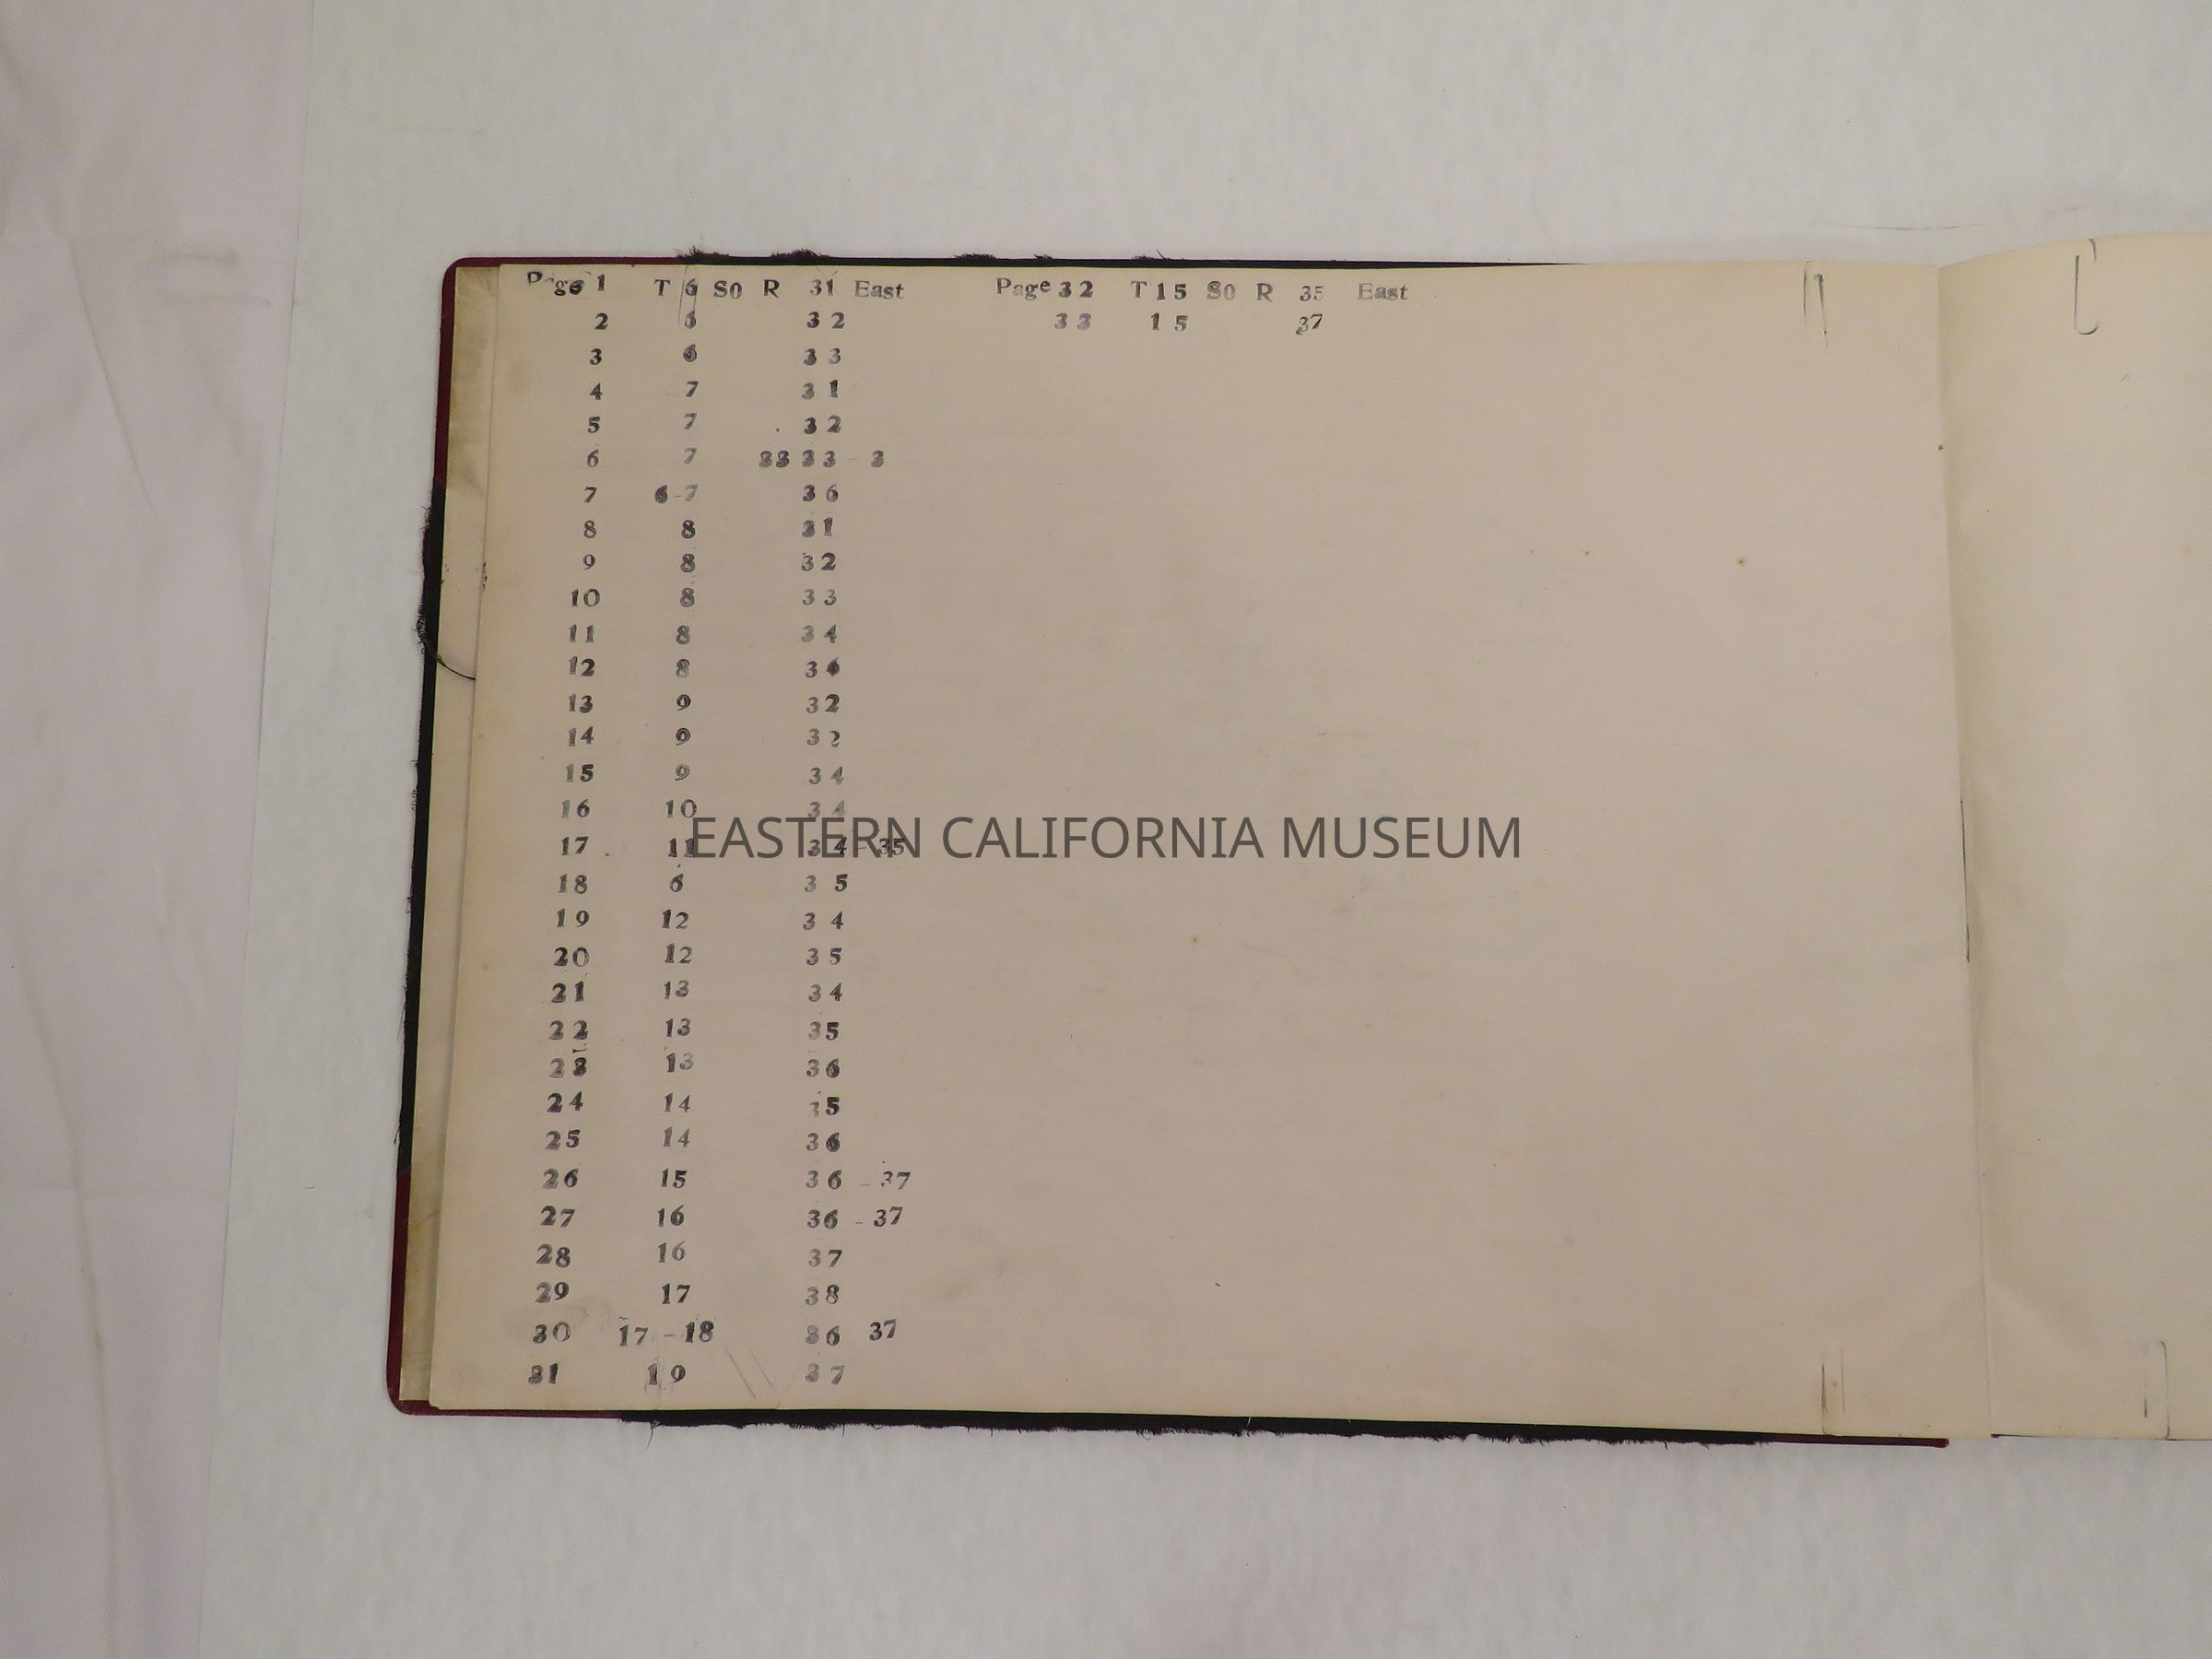 Page 1 T 6 So R 31 East
2 6 32
3 6 33
4 7 31
5 7 32
6 7 33 33 - 3
7 6-7 36
8 8 31
9 8 32
10 8 33
11 8 34
12 8 34
13 9 32
14 9 32
15 9 34
16 10 34
17 11 34-35
18 6 35
19 12 34
20 12 35
21 13 34
22 13 35
23 13 36
24 14 35
25 14 36
26 15 36 - 37
27 16 36 - 37
28 16 37
29 17 38
30 17 - 18 36 37
31 19 37
Page 32 T 15 So R 35 East
33 15 37
EASTERN CALIFORNIA MUSEUM